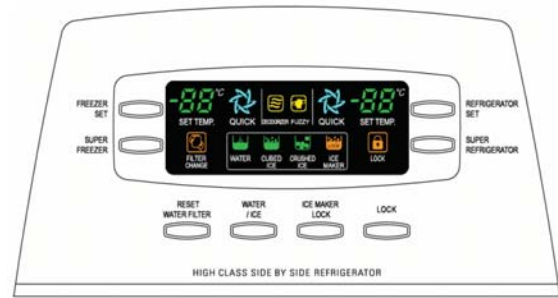 FREEZER
SET
SUPER
FREEZER
-88°C
SET TEMP.
QUICK
DEODORIZER
FUZZY
QUICK
-88°C
SET TEMP.
FILTER
CHANGE
WATER
CUBED
ICE
CRUSHED
ICE
ICE
MAKER
LOCK
REFRIGERATOR
SET
SUPER
REFRIGERATOR
RESET
WATER FILTER
WATER
/ ICE
ICE MAKER
LOCK
LOCK
HIGH CLASS SIDE BY SIDE REFRIGERATOR